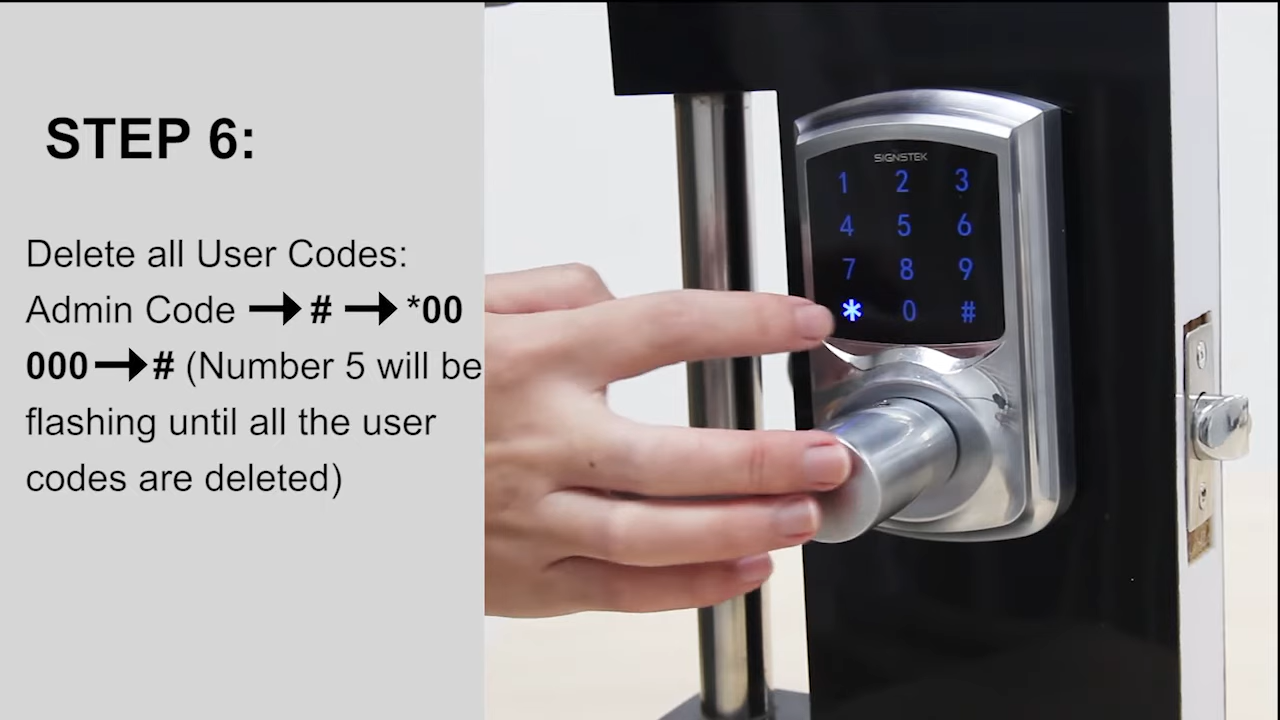 STEP 6:
Delete all User Codes:
Admin Code → # → *00
000 → # (Number 5 will be
flashing until all the user
codes are deleted)
SIGNSTEK
1 2 3
4 5 6
7 8 9
* 0 #